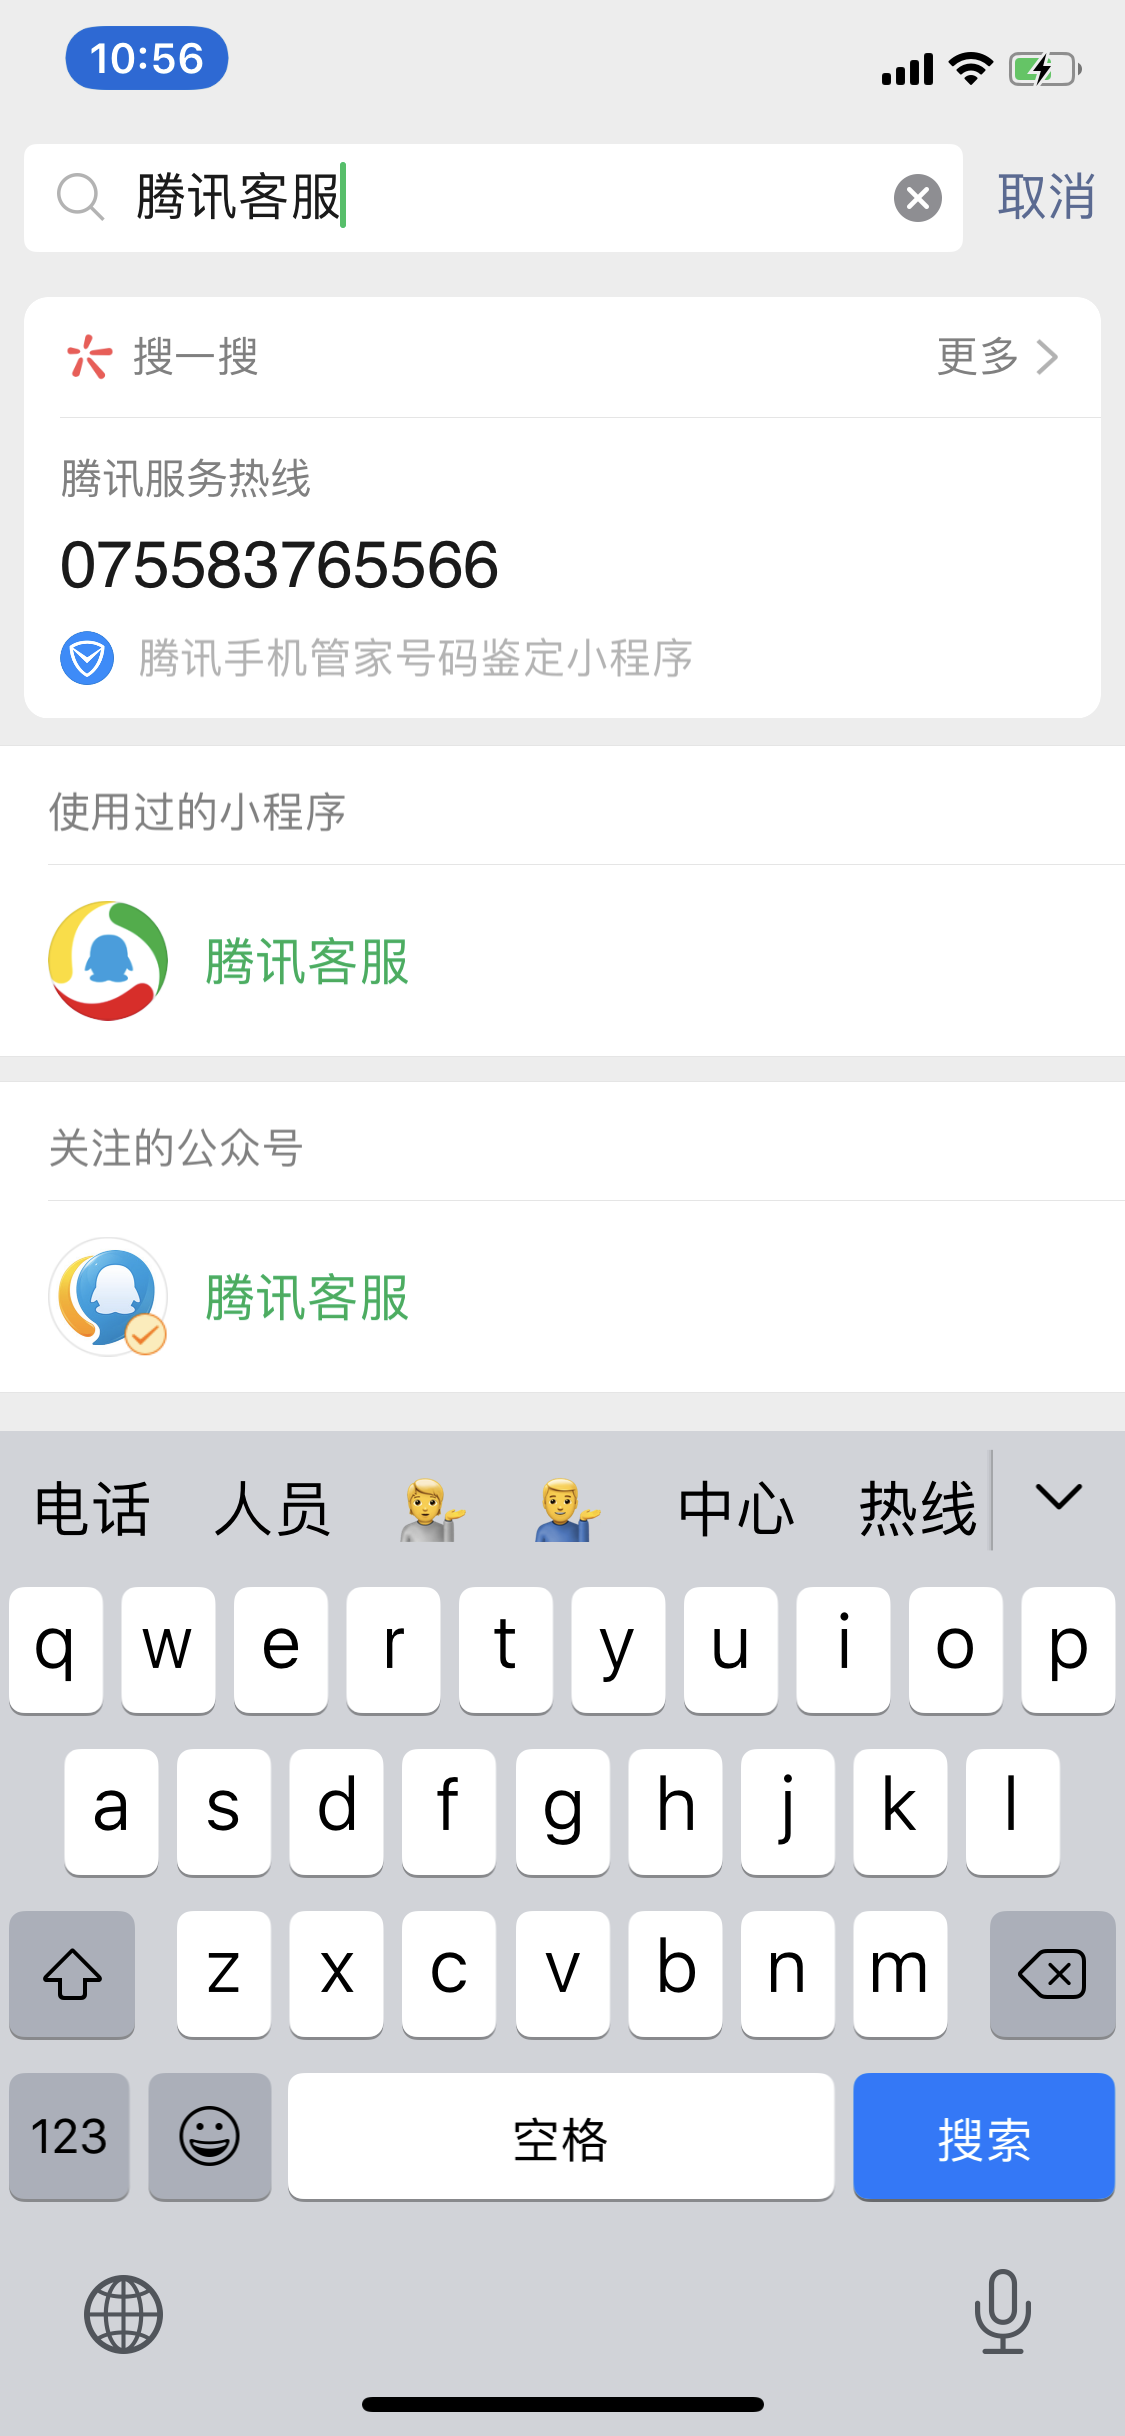 10:56
腾讯客服
取消
搜一搜
更多
腾讯服务热线
075583765566
腾讯手机管家号码鉴定小程序
使用过的小程序
腾讯客服
关注的公众号
腾讯客服
电话 人员 中心 热线
q w e r t y u i o p
a s d f g h j k l
z x c v b n m
123 空格 搜索